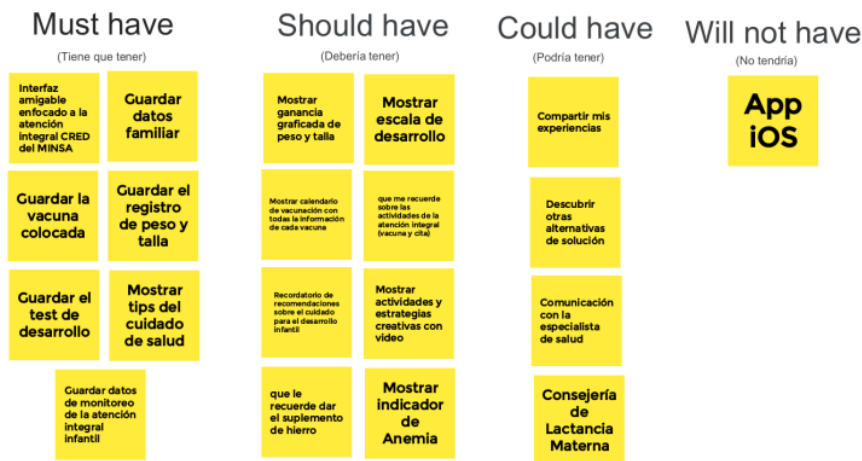 Must have
(Tiene que tener)
Interfaz
amigable
enfocado a la
atención
integral CRED
del MINSA
Guardar
datos
familiar
Guardar la
vacuna
colocada
Guardar el
registro
de peso y
talla
Guardar el
test de
desarrollo
Mostrar
tips del
cuidado
de salud
Guardar datos
de monitoreo
de la atención
integral
infantil
Should have
(Debería tener)
Mostrar
ganancia
graficada de
peso y talla
Mostrar
escala de
desarrollo
Mostrar calendario
de vacunación con
todas la información
de cada vacuna
que me recuerde
sobre las
actividades de la
atención integral
(vacuna y cita)
Recordatorio de
recomendaciones
sobre el cuidado
para el desarrollo
infantil
Mostrar
actividades y
estrategias
creativas con
video
que le
recuerde dar
el suplemento
de hierro
Mostrar
indicador
de
Anemia
Could have
(Podría tener)
Compartir mis
experiencias
Descubrir
otras
alternativas
de solución
Comunicación
con la
especialista
de salud
Consejería
de
Lactancia
Materna
Will not have
(No tendría)
App
iOS